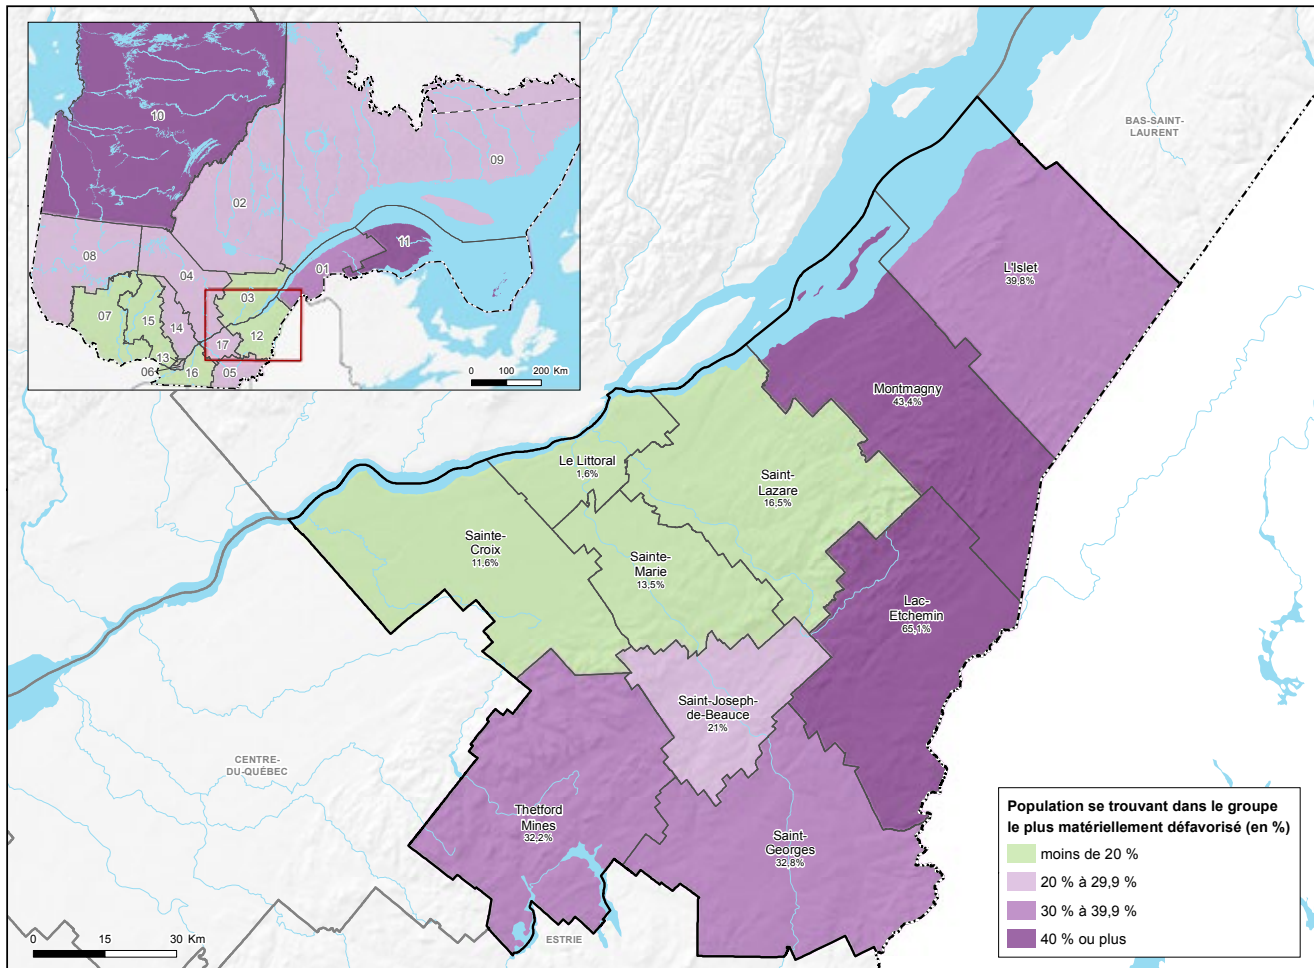 10
09
02
08
11
01
04
03
07
15
14
12
17
13
06
16
05
0 100 200 Km
BAS-SAINT-
LAURENT
L'Islet
39,8%
Montmagny
43,4%
Le Littoral
1,6%
Saint-
Lazare
16,5%
Sainte-
Croix
11,6%
Sainte-
Marie
13,5%
Lac-
Etchemin
65,1%
Saint-Joseph-
de-Beauce
21%
CENTRE-
DU-QUÉBEC
Thetford
Mines
32,2%
Saint-
Georges
32,8%
ESTRIE
0 15 30 Km
Population se trouvant dans le groupe
le plus matériellement défavorisé (en %)
moins de 20 %
20 % à 29,9 %
30 % à 39,9 %
40 % ou plus